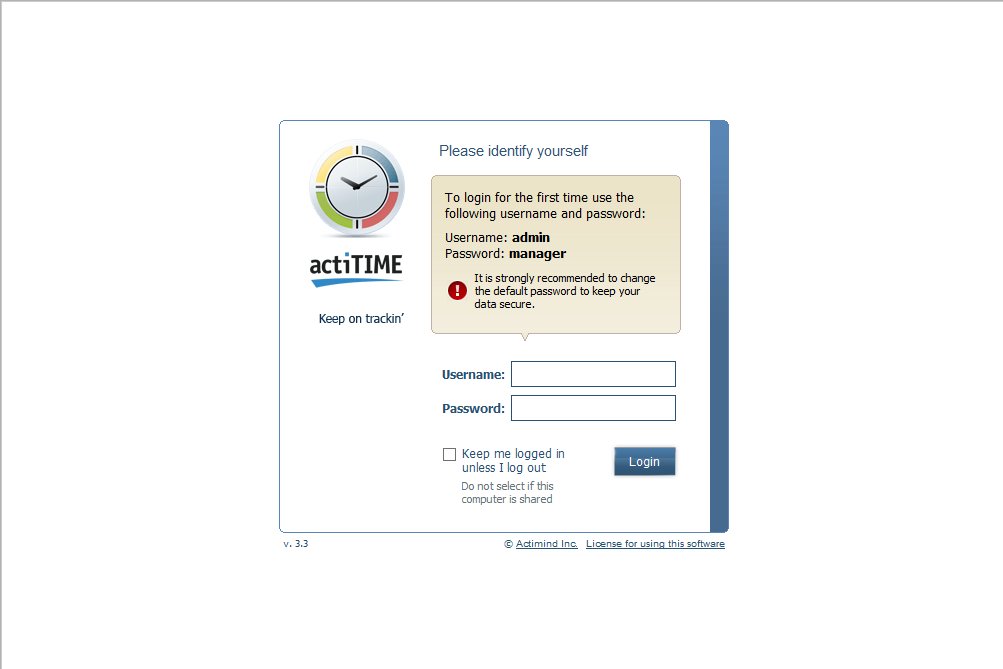 Please identify yourself
To login for the first time use the
following username and password:
Username: admin
Password: manager
It is strongly recommended to change
the default password to keep your
data secure.
actiTIME
Keep on trackin'
Username:
Password:
Keep me logged in
unless I log out
Login
Do not select if this
computer is shared
v. 3.3
© Actimind Inc. License for using this software